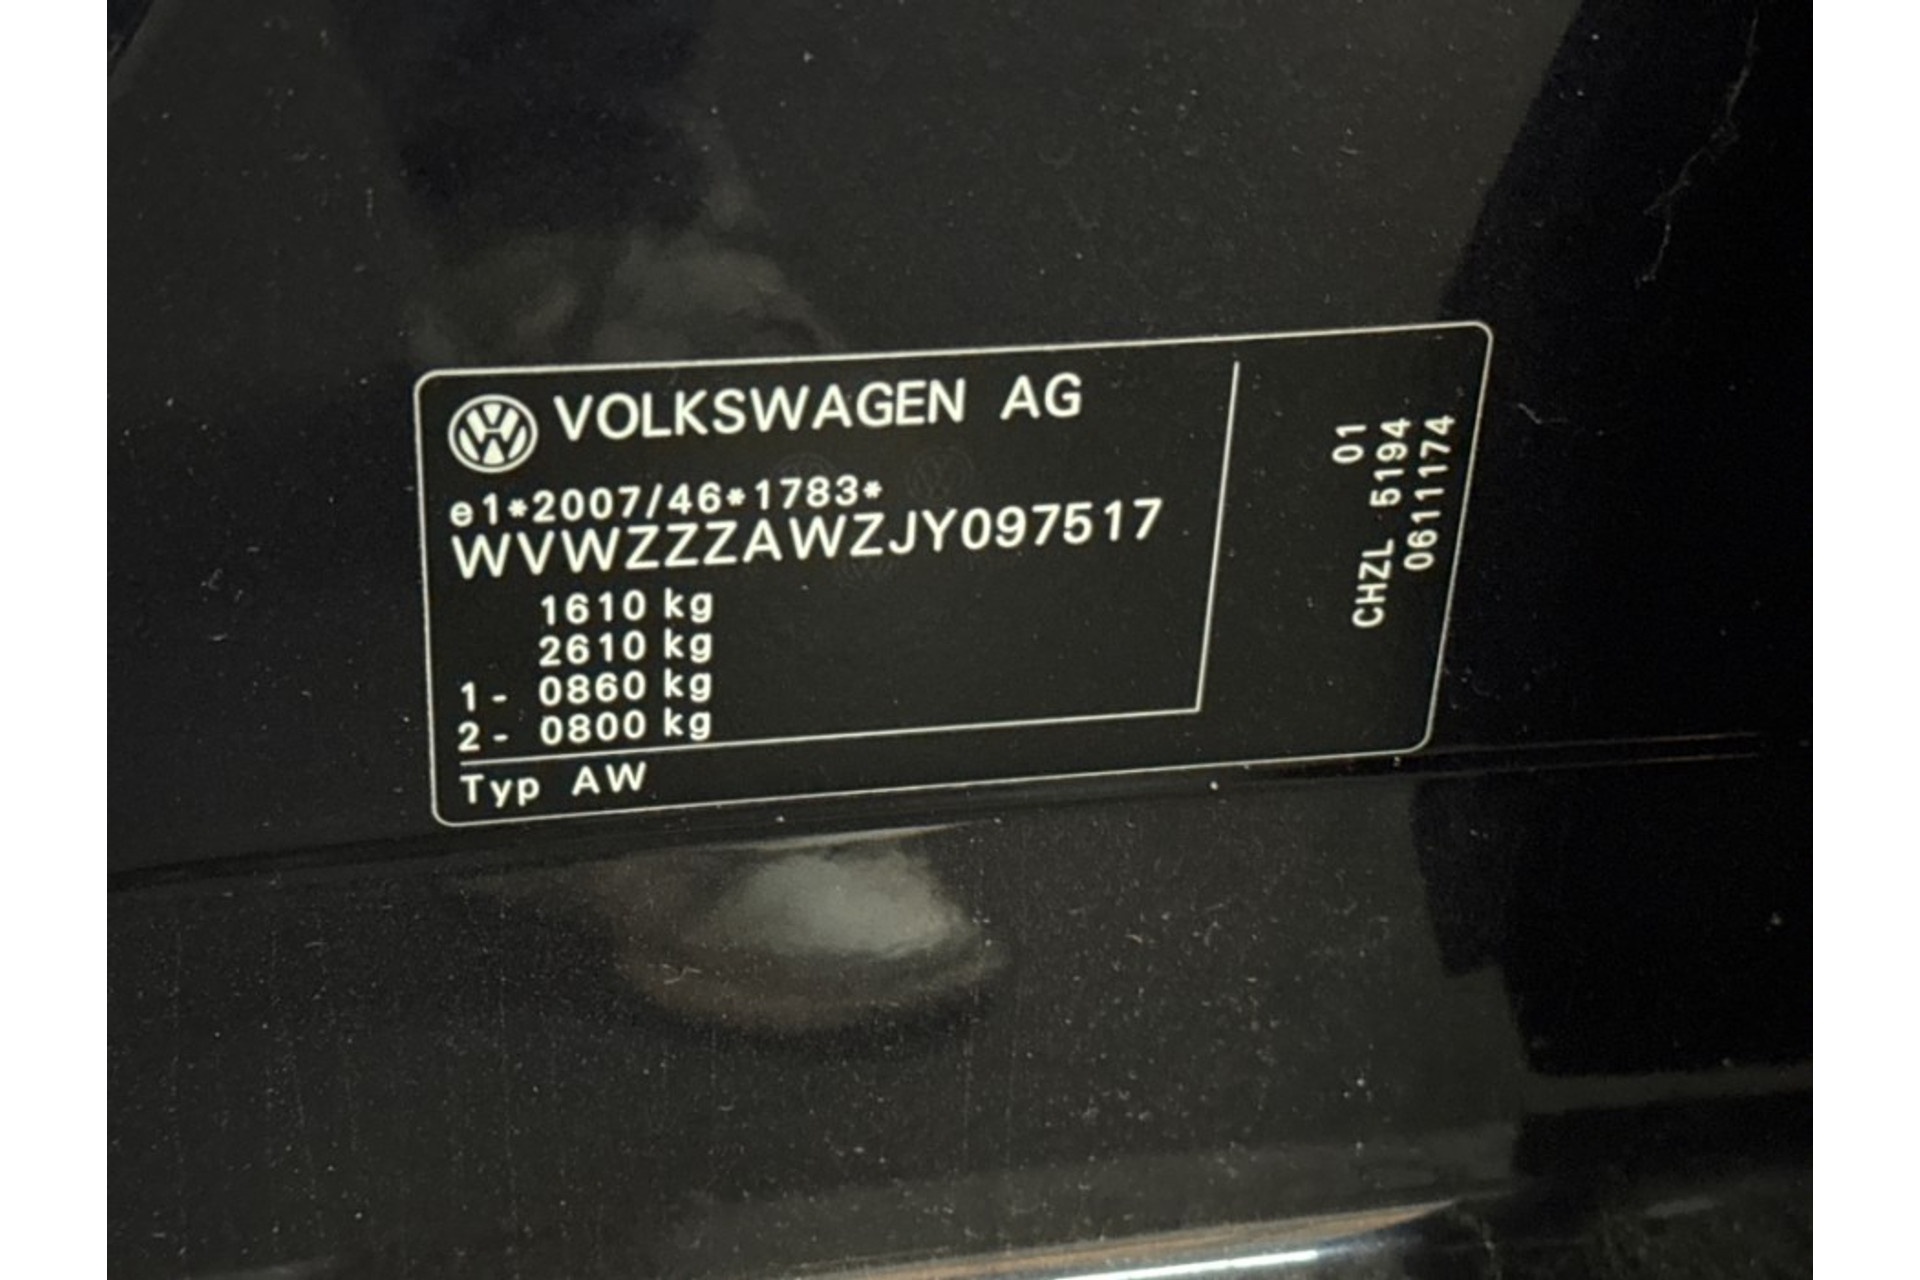 VOLKSWAGEN AG
e1*2007/46*1783*
WVWZZZAWZJY097517
1610 kg
2610 kg
1- 0860 kg
2- 0800 kg
Typ AW
01
CHZL 5194
0611174